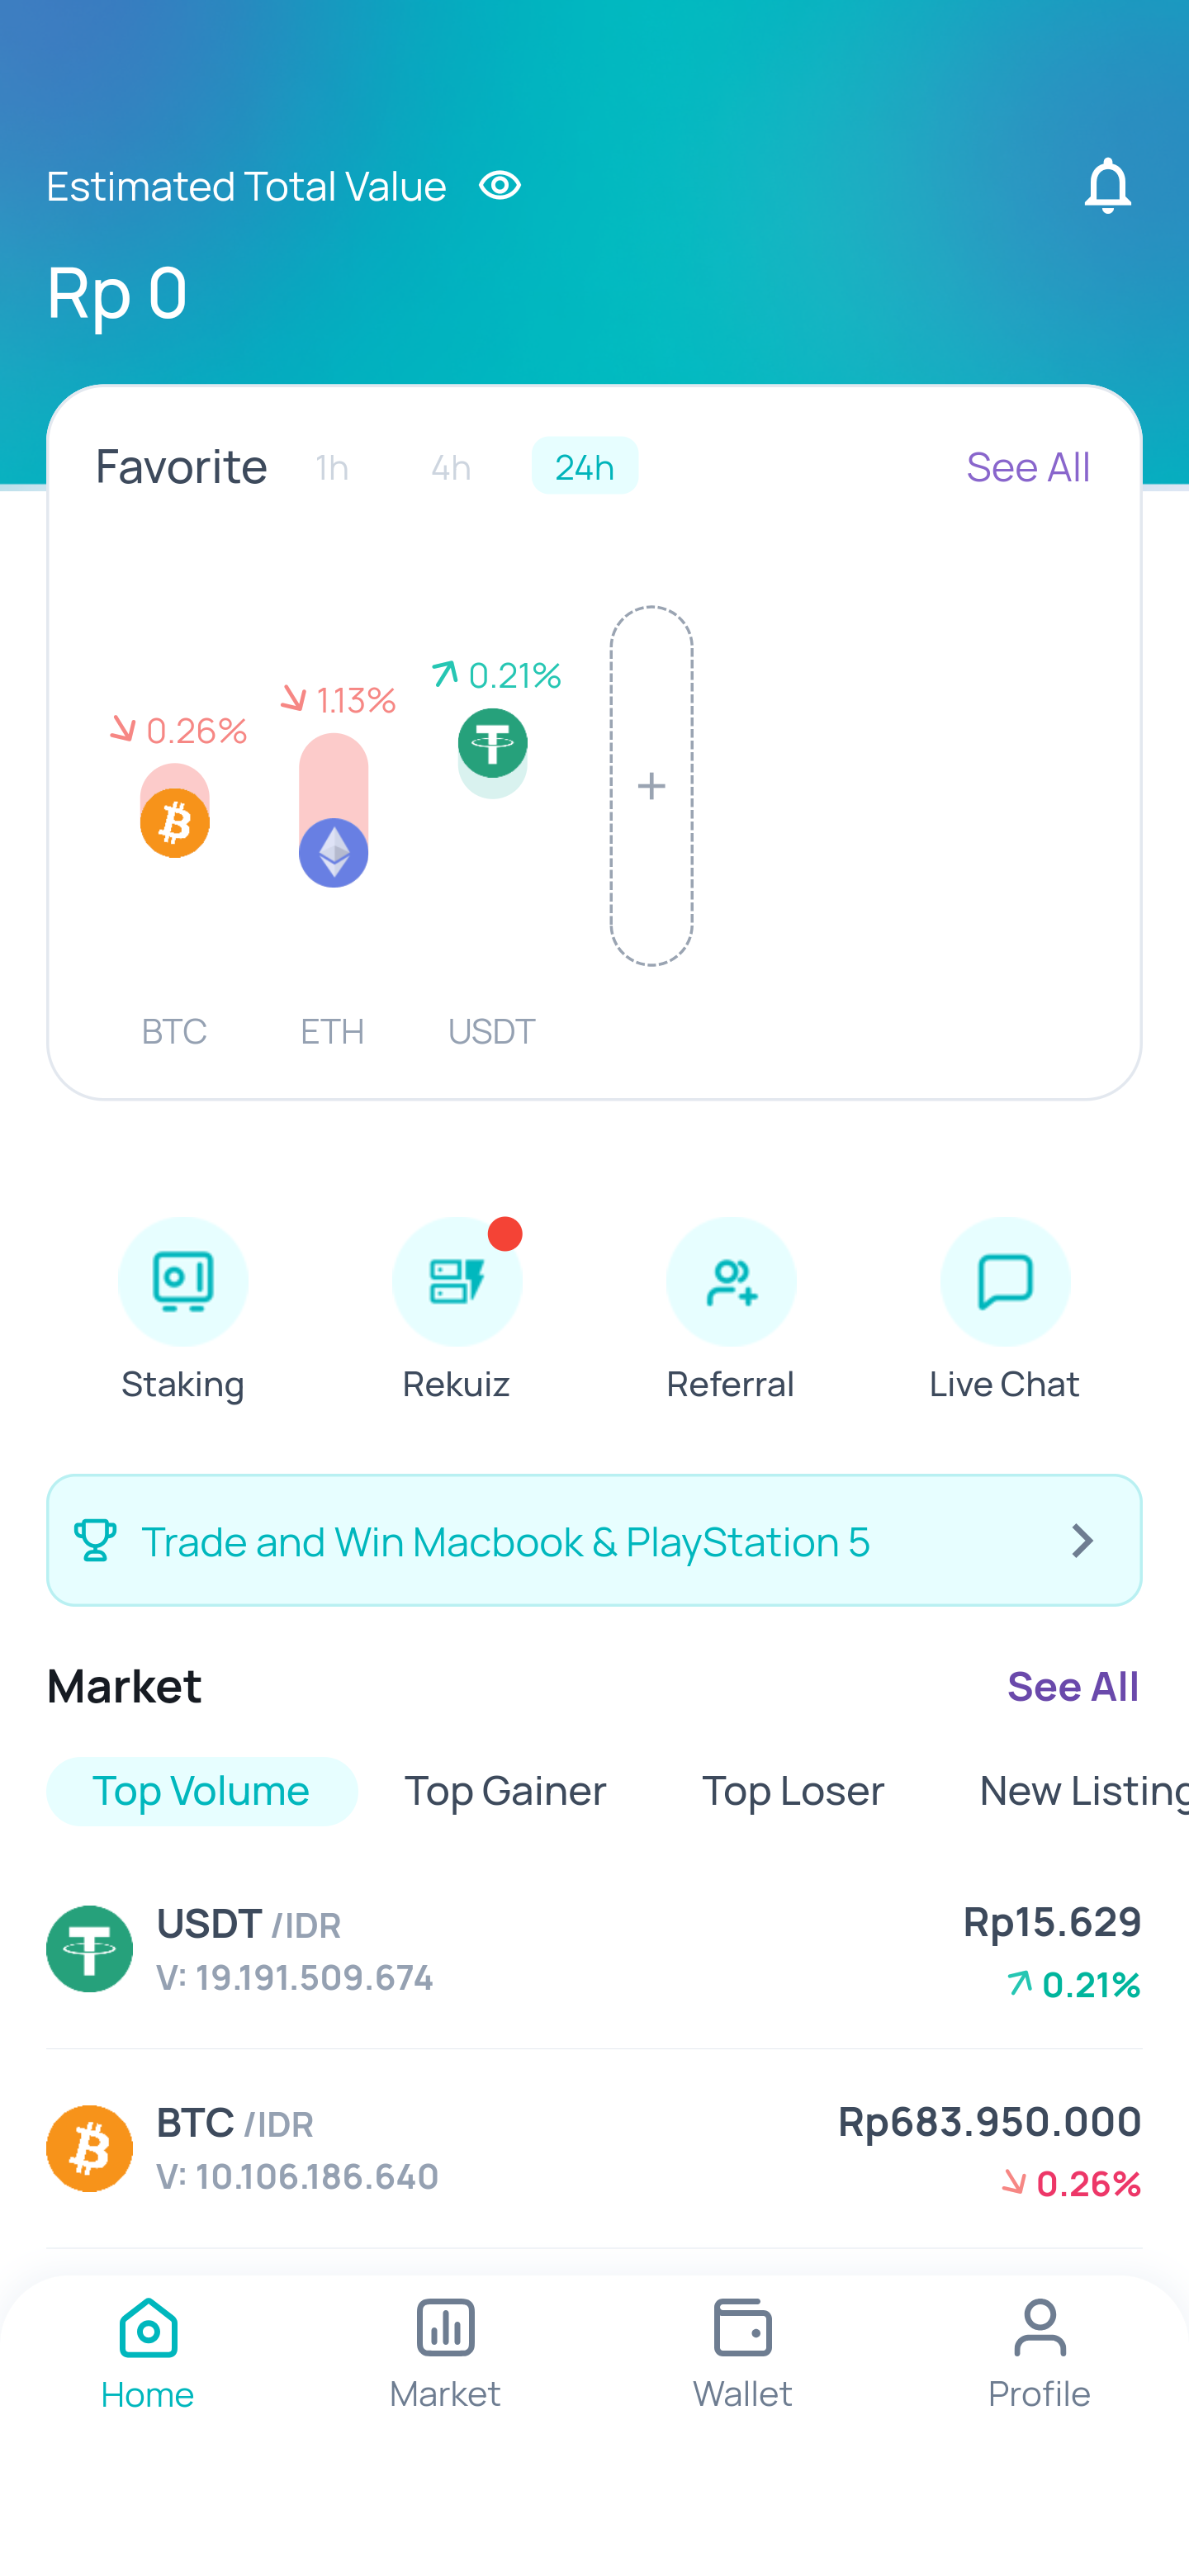 Estimated Total Value
Rp 0
Favorite 1h 4h 24h See All
0.26% 1.13% 0.21%
+
BTC ETH USDT
Staking Rekuiz Referral Live Chat
Trade and Win Macbook & PlayStation 5
Market See All
Top Volume Top Gainer Top Loser New Listing
USDT /IDR Rp15.629
V: 19.191.509.674 0.21%
BTC /IDR Rp683.950.000
V: 10.106.186.640 0.26%
Home Market Wallet Profile